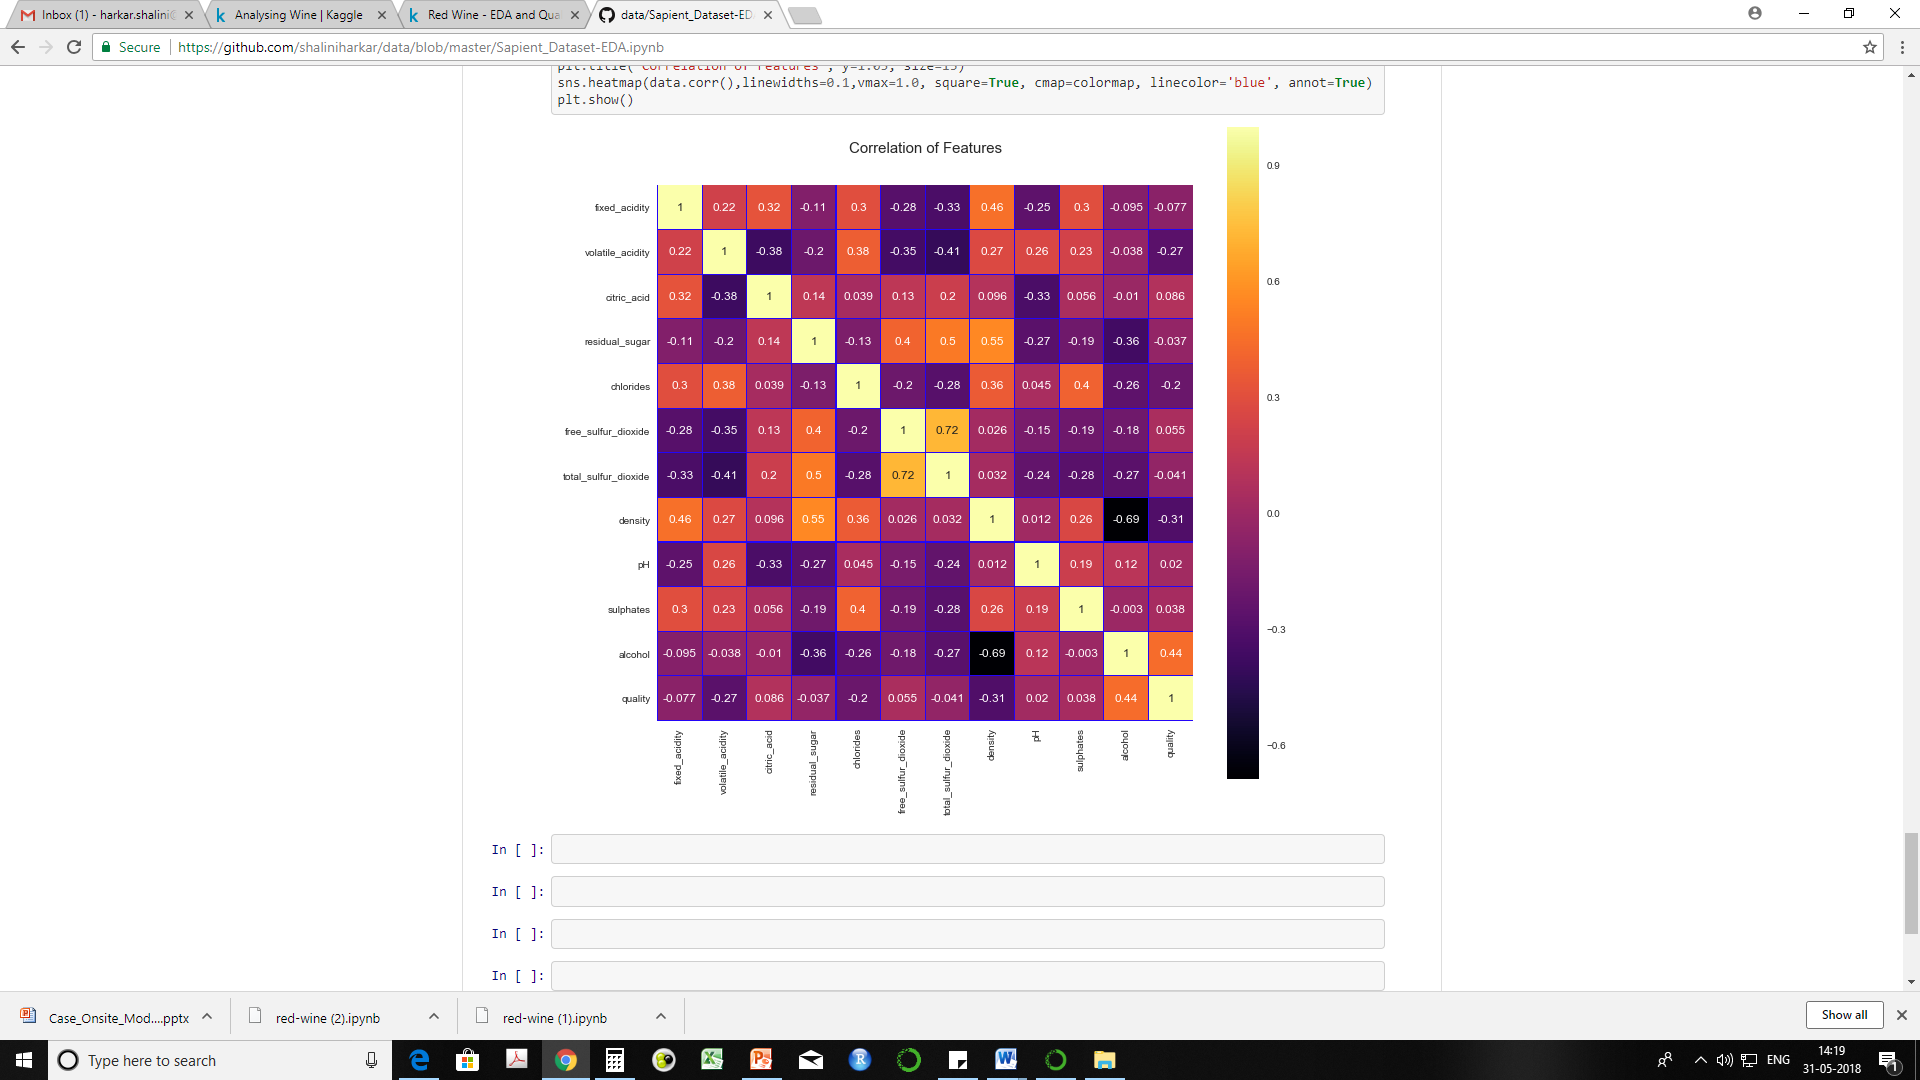 Inbox (1) - harkar.shalini@
Analysing Wine | Kaggle
Red Wine - EDA and Qua
data/Sapient_Dataset-ED
Secure
https://github.com/shaliniharkar/data/blob/master/Sapient_Dataset-EDA.ipynb
plt.title('Correlation of Features', y=1.05, size=15)
sns.heatmap(data.corr(),linewidths=0.1,vmax=1.0, square=True, cmap=colormap, linecolor='blue', annot=True)
plt.show()
Correlation of Features
fixed_acidity 1 0.22 0.32 -0.11 0.3 -0.28 -0.33 0.46 -0.25 0.3 -0.095 -0.077
volatile_acidity 0.22 1 -0.38 -0.2 0.38 -0.35 -0.41 0.27 0.26 0.23 -0.038 -0.27
citric_acid 0.32 -0.38 1 0.14 0.039 0.13 0.2 0.096 -0.33 0.056 -0.01 0.086
residual_sugar -0.11 -0.2 0.14 1 -0.13 0.4 0.5 0.55 -0.27 -0.19 -0.36 -0.037
chlorides 0.3 0.38 0.039 -0.13 1 -0.2 -0.28 0.36 0.045 0.4 -0.26 -0.2
free_sulfur_dioxide -0.28 -0.35 0.13 0.4 -0.2 1 0.72 0.026 -0.15 -0.19 -0.18 0.055
total_sulfur_dioxide -0.33 -0.41 0.2 0.5 -0.28 0.72 1 0.032 -0.24 -0.28 -0.27 -0.041
density 0.46 0.27 0.096 0.55 0.36 0.026 0.032 1 0.012 0.26 -0.69 -0.31
pH -0.25 0.26 -0.33 -0.27 0.045 -0.15 -0.24 0.012 1 0.19 0.12 0.02
sulphates 0.3 0.23 0.056 -0.19 0.4 -0.19 -0.28 0.26 0.19 1 -0.003 0.038
alcohol -0.095 -0.038 -0.01 -0.36 -0.26 -0.18 -0.27 -0.69 0.12 -0.003 1 0.44
quality -0.077 -0.27 0.086 -0.037 -0.2 0.055 -0.041 -0.31 0.02 0.038 0.44 1
fixed_acidity
volatile_acidity
citric_acid
residual_sugar
chlorides
free_sulfur_dioxide
total_sulfur_dioxide
density
pH
sulphates
alcohol
quality
0.9
0.6
0.3
0.0
−0.3
−0.6
In [ ]:
In [ ]:
In [ ]:
In [ ]:
Case_Onsite_Mod....pptx
red-wine (2).ipynb
red-wine (1).ipynb
Show all
Type here to search
ENG
14:19
31-05-2018
1